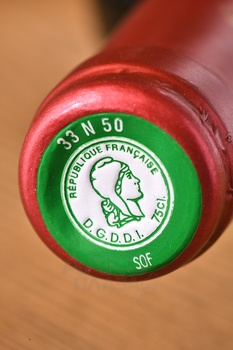 33 N 50
RÉPUBLIQUE FRANÇAISE
75Cl.
D.G.D.D.I.
SOF